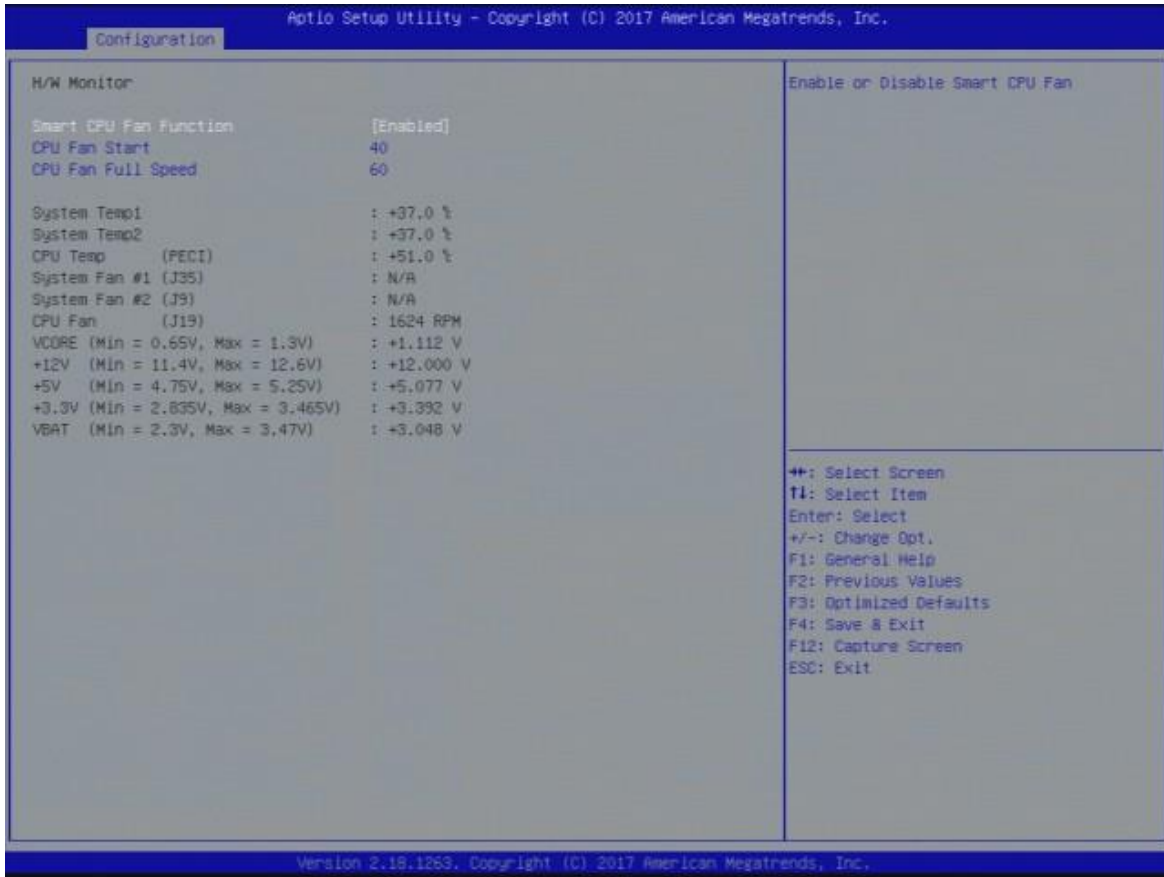 Aptio Setup Utility – Copyright (C) 2017 American Megatrends, Inc.
Configuration
H/W Monitor
Smart CPU Fan Function [Enabled]
CPU Fan Start 40
CPU Fan Full Speed 60
System Temp1 : +37.0 ℃
System Temp2 : +37.0 ℃
CPU Temp (PECI) : +51.0 ℃
System Fan #1 (J35) : N/A
System Fan #2 (J9) : N/A
CPU Fan (J19) : 1624 RPM
VCORE (Min = 0.65V, Max = 1.3V) : +1.112 V
+12V (Min = 11.4V, Max = 12.6V) : +12.000 V
+5V (Min = 4.75V, Max = 5.25V) : +5.077 V
+3.3V (Min = 2.835V, Max = 3.465V) : +3.392 V
VBAT (Min = 2.3V, Max = 3.47V) : +3.048 V
Enable or Disable Smart CPU Fan
→←: Select Screen
↑↓: Select Item
Enter: Select
+/-: Change Opt.
F1: General Help
F2: Previous Values
F3: Optimized Defaults
F4: Save & Exit
F12: Capture Screen
ESC: Exit
Version 2.18.1263. Copyright (C) 2017 American Megatrends, Inc.